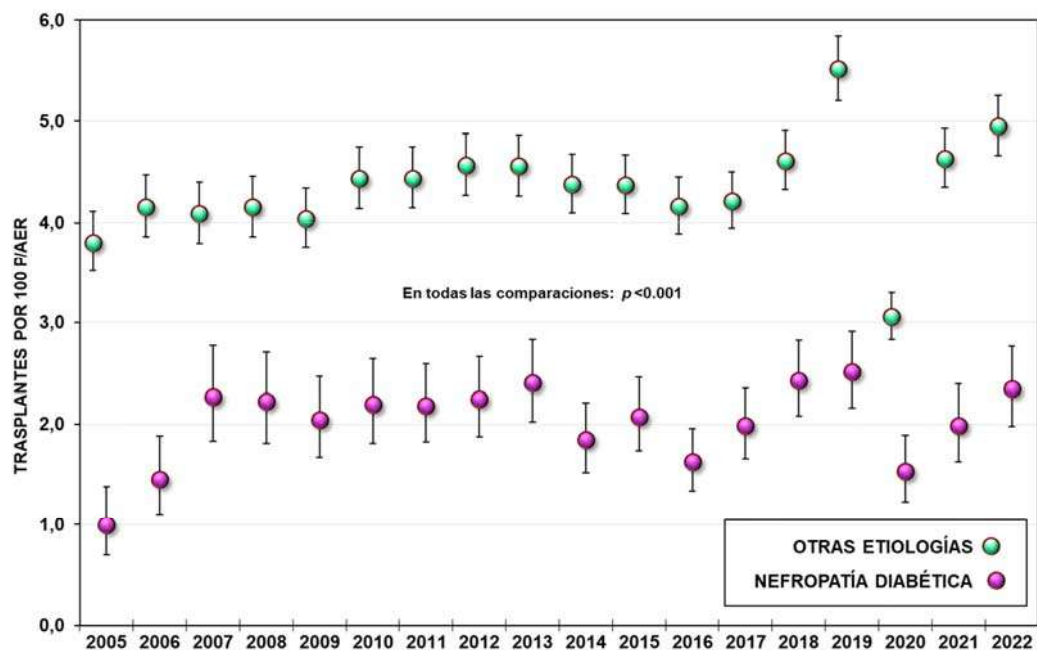 6,0
5,0
4,0
3,0
2,0
1,0
0,0
TRASPLANTES POR 100 P/AER
En todas las comparaciones: p<0.001
OTRAS ETIOLOGÍAS
NEFROPATÍA DIABÉTICA
2005 2006 2007 2008 2009 2010 2011 2012 2013 2014 2015 2016 2017 2018 2019 2020 2021 2022